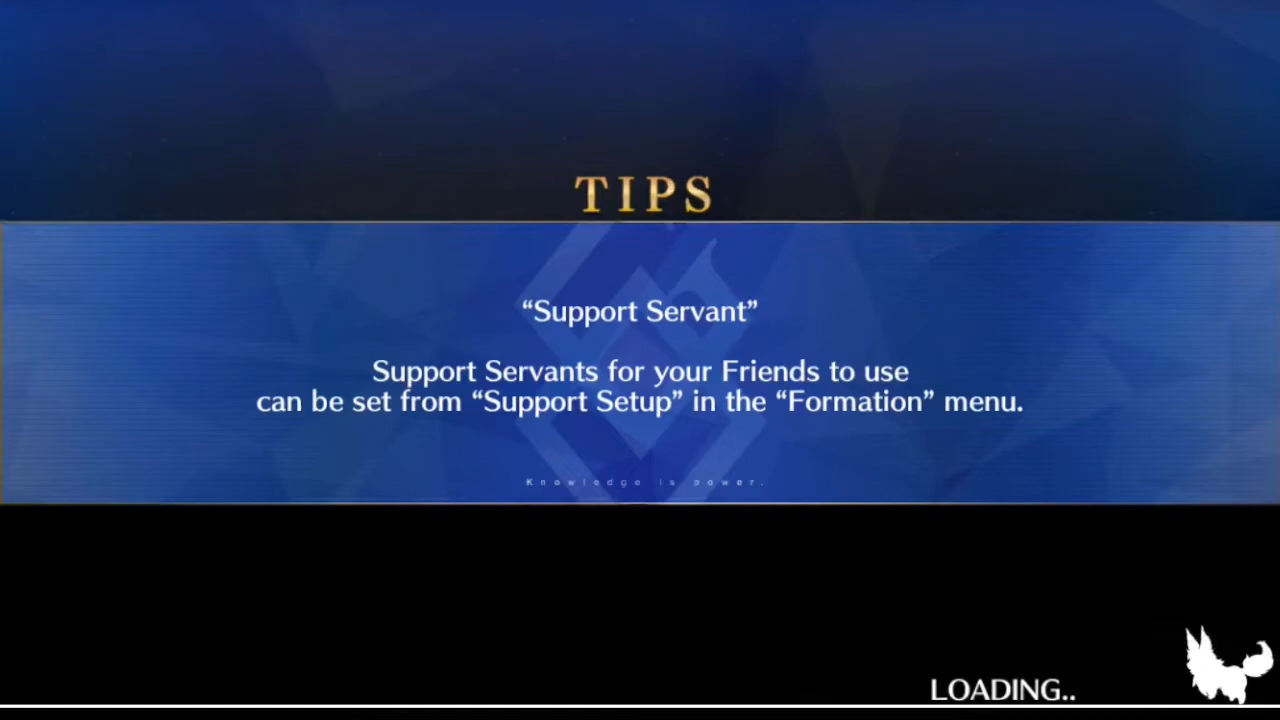 TIPS
“Support Servant”
Support Servants for your Friends to use
can be set from “Support Setup” in the “Formation” menu.
Knowledge is power.
LOADING..